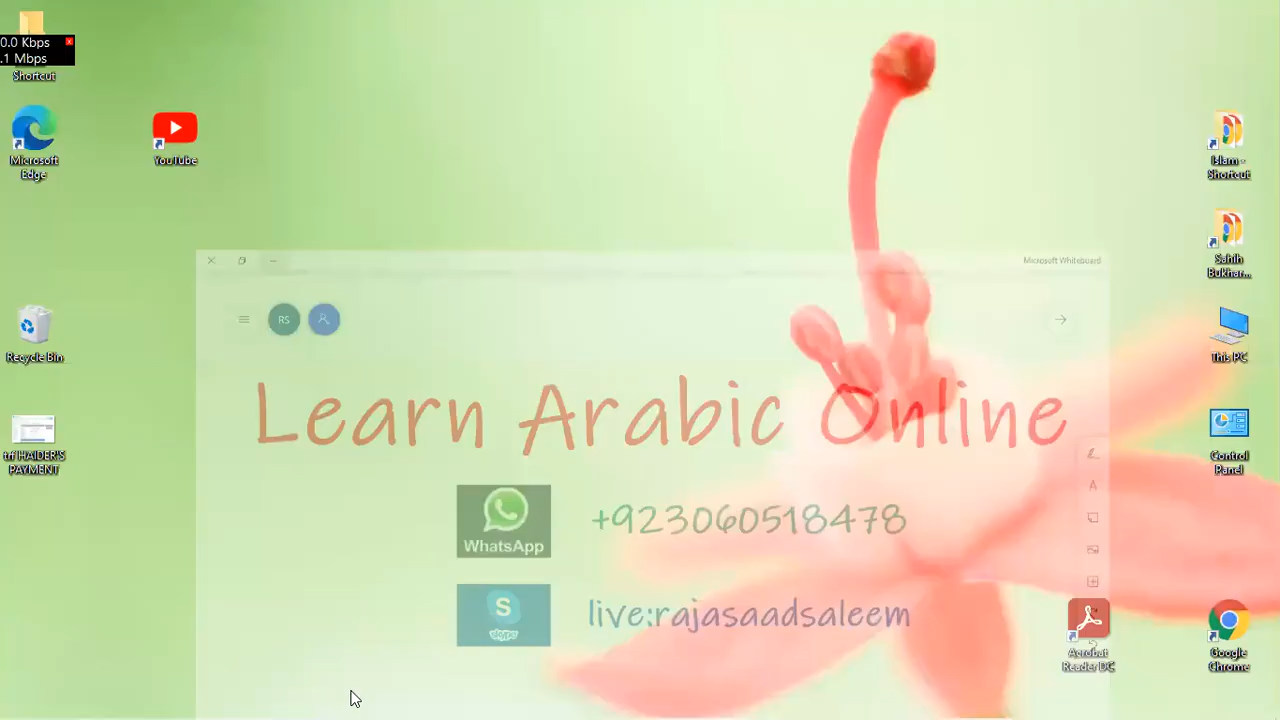 0.0 Kbps
.1 Mbps
Shortcut
Microsoft
Edge
YouTube
Islam -
Shortcut
Sahih
Bukhar...
Microsoft Whiteboard
RS
Recycle Bin
This PC
Learn Arabic Online
HAIDER'S
PAYMENT
Control
Panel
A
WhatsApp
+923060518478
S
skype
live:rajasaadsaleem
Acrobat
Reader DC
Google
Chrome